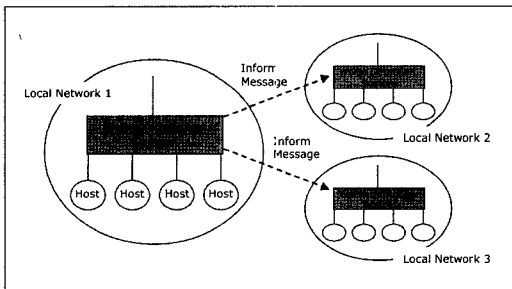 Local Network 1
Inform
Message
Inform
Message
Host Host Host Host
Local Network 2
Local Network 3